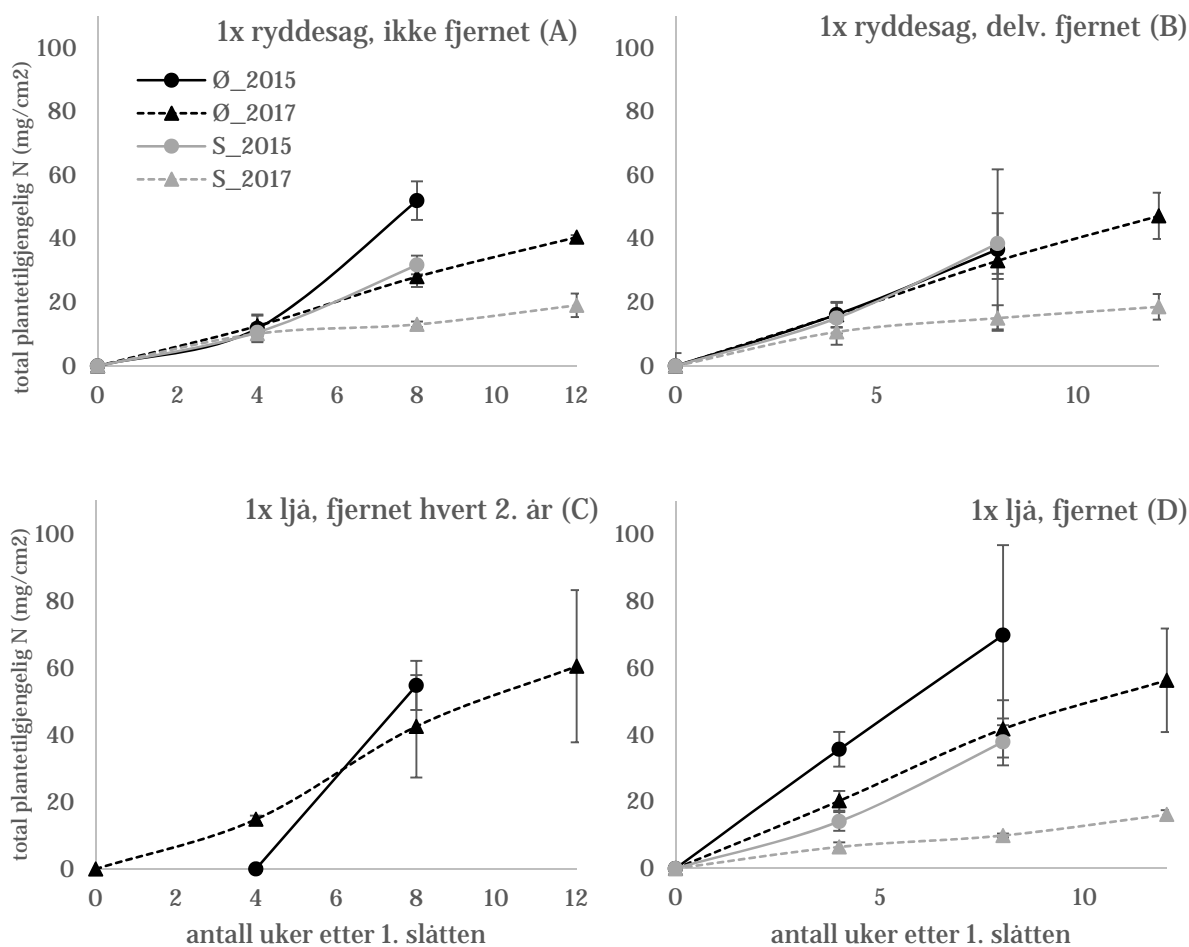 1x ryddesag, ikke fjernet (A)
total plantetilgjengelig N (mg/cm2)
100
80
60
40
20
0
Ø_2015
Ø_2017
S_2015
S_2017
0 2 4 6 8 10 12
1x ryddesag, delv. fjernet (B)
100
80
60
40
20
0
0 5 10
1x ljå, fjernet hvert 2. år (C)
total plantetilgjengelig N (mg/cm2)
100
80
60
40
20
0
0 2 4 6 8 10 12
antall uker etter 1. slåtten
1x ljå, fjernet (D)
100
80
60
40
20
0
0 5 10
antall uker etter 1. slåtten